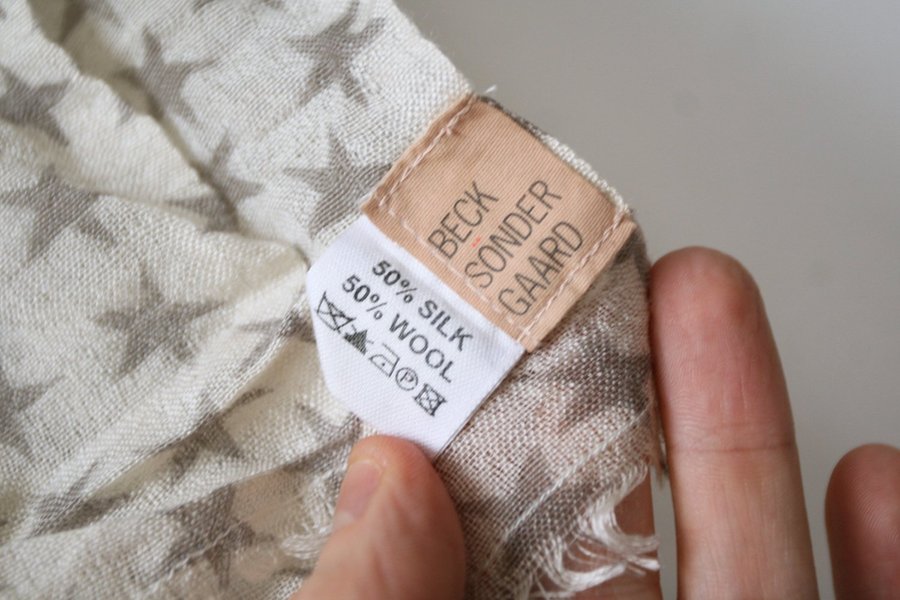 BECK
SÖNDER
GAARD
50% SILK
50% WOOL
P